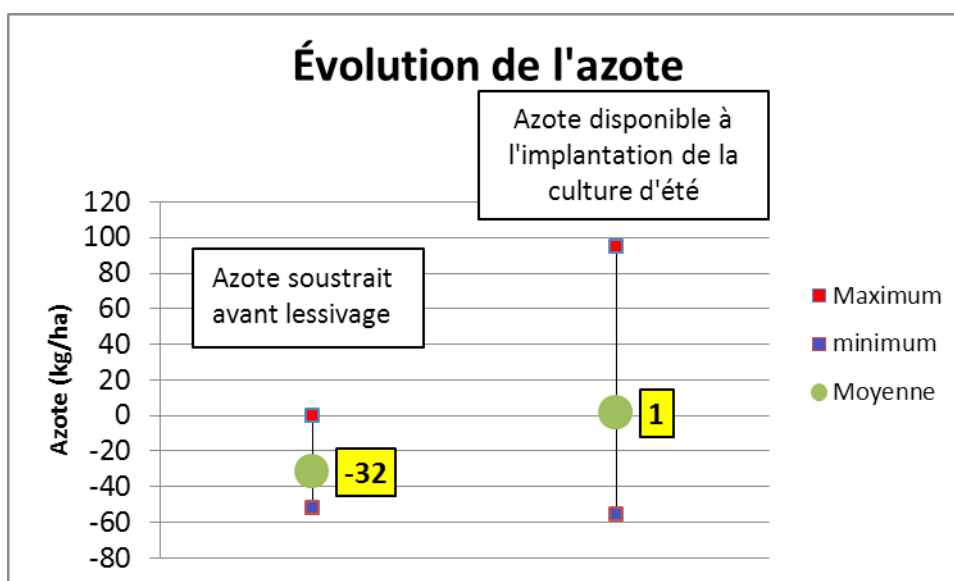 Évolution de l'azote
Azote disponible à
l'implantation de la
culture d'été
Azote soustrait
avant lessivage
Azote (kg/ha)
120
100
80
60
40
20
0
-20
-40
-60
-80
-32
1
Maximum
minimum
Moyenne